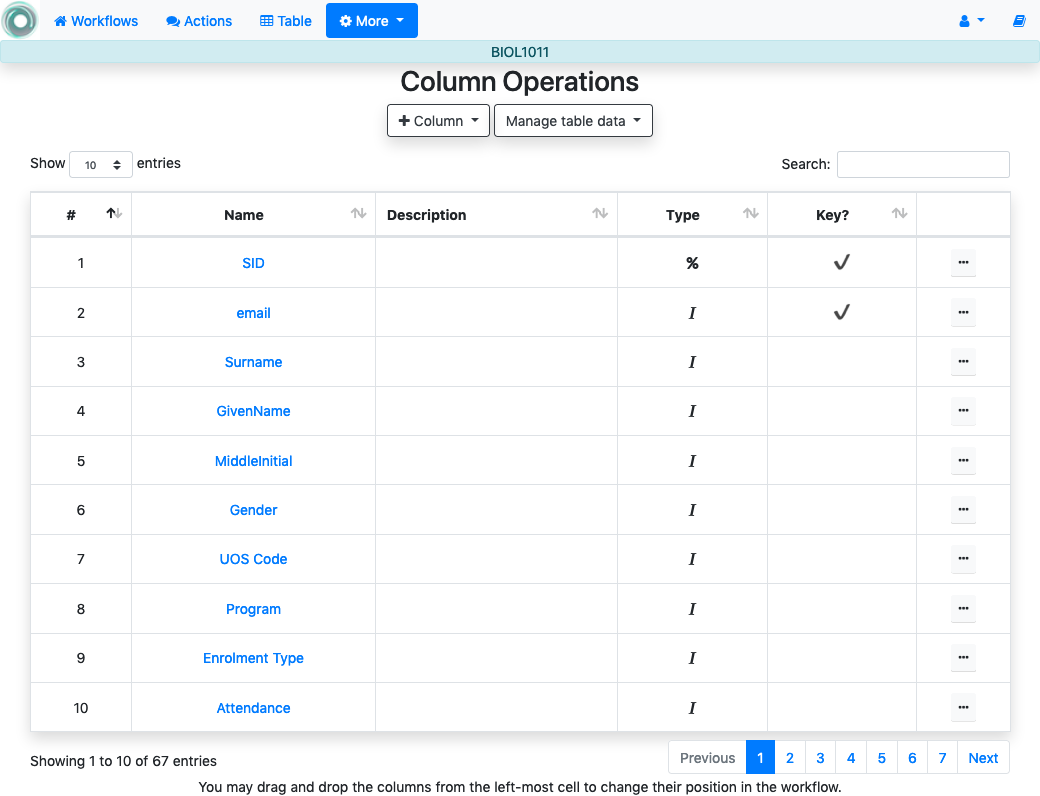 Workflows Actions Table More
BIOL1011
Column Operations
+ Column Manage table data
Show 10 entries Search:
# Name Description Type Key?
1 SID % ✔ ...
2 email I ✔ ...
3 Surname I ...
4 GivenName I ...
5 MiddleInitial I ...
6 Gender I ...
7 UOS Code I ...
8 Program I ...
9 Enrolment Type I ...
10 Attendance I ...
Showing 1 to 10 of 67 entries Previous 1 2 3 4 5 6 7 Next
You may drag and drop the columns from the left-most cell to change their position in the workflow.